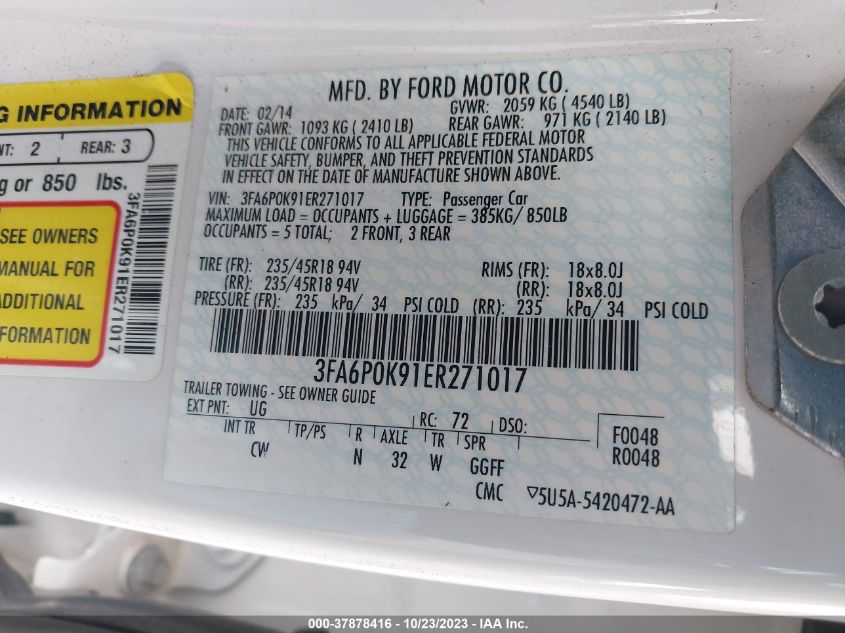 G INFORMATION
NT: 2 REAR: 3
g or 850 lbs.
SEE OWNERS
MANUAL FOR
ADDITIONAL
FORMATION
3FA6P0K91ER271017
MFD. BY FORD MOTOR CO.
DATE: 02/14 GVWR: 2059 KG ( 4540 LB)
FRONT GAWR: 1093 KG ( 2410 LB) REAR GAWR: 971 KG ( 2140 LB)
THIS VEHICLE CONFORMS TO ALL APPLICABLE FEDERAL MOTOR
VEHICLE SAFETY, BUMPER, AND THEFT PREVENTION STANDARDS
IN EFFECT ON THE DATE OF MANUFACTURE SHOWN ABOVE.
VIN: 3FA6P0K91ER271017 TYPE: Passenger Car
MAXIMUM LOAD = OCCUPANTS + LUGGAGE = 385KG/ 850LB
OCCUPANTS = 5 TOTAL; 2 FRONT, 3 REAR
TIRE (FR): 235/45R18 94V RIMS (FR): 18x8.0J
(RR): 235/45R18 94V (RR): 18x8.0J
PRESSURE (FR): 235 kPa/ 34 PSI COLD (RR): 235 kPa/ 34 PSI COLD
3FA6P0K91ER271017
TRAILER TOWING - SEE OWNER GUIDE
EXT PNT: UG RC: 72 DSO: F0048
INT TR TP/PS R AXLE TR SPR R0048
CW N 32 W GGFF
CMC ▽5U5A-5420472-AA
000-37878416 - 10/23/2023 - IAA Inc.